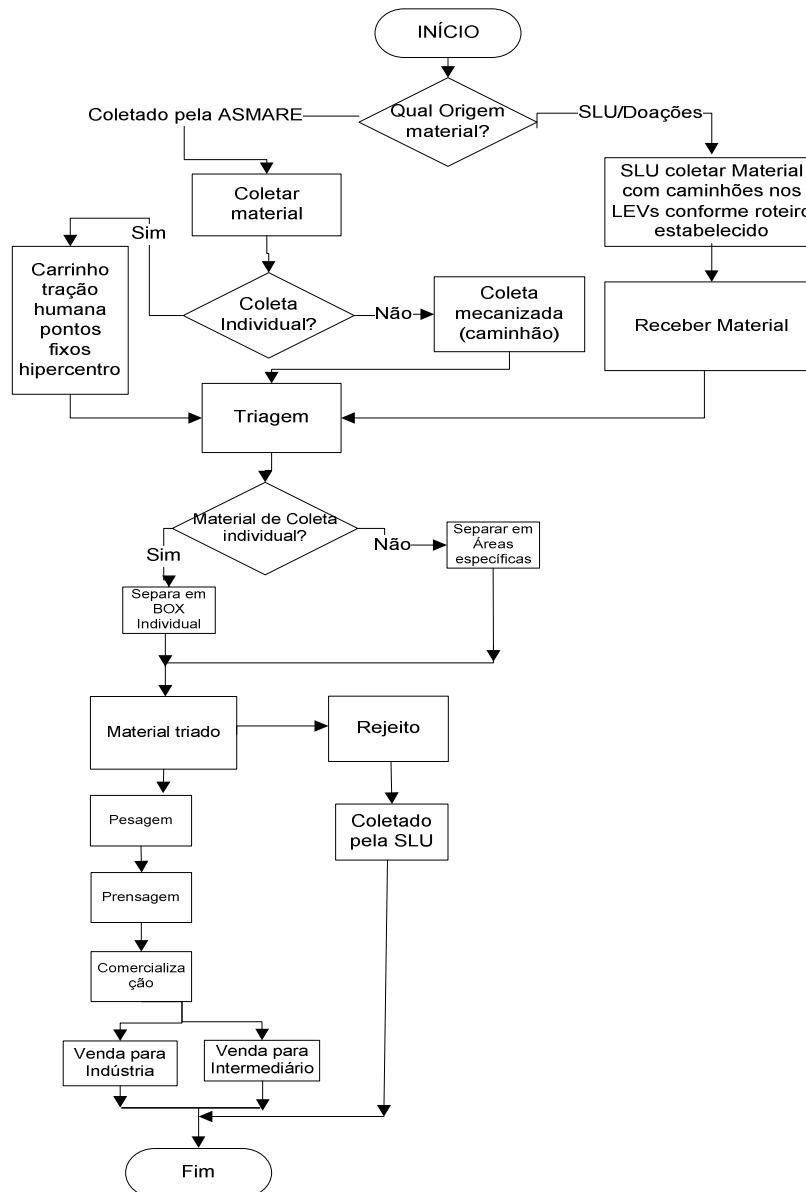 INÍCIO
Qual Origem
material?
Coletado pela ASMARE
SLU/Doações
Coletar
material
SLU coletar Material
com caminhões nos
LEVs conforme roteiro
estabelecido
Sim
Carrinho
tração
humana
pontos
fixos
hipercentro
Coleta
Individual?
Não
Coleta
mecanizada
(caminhão)
Receber Material
Triagem
Material de Coleta
individual?
Sim
Não
Separar em
Áreas
específicas
Separa em
BOX
Individual
Material triado
Rejeito
Pesagem
Coletado
pela SLU
Prensagem
Comercializa
ção
Venda para
Indústria
Venda para
Intermediário
Fim